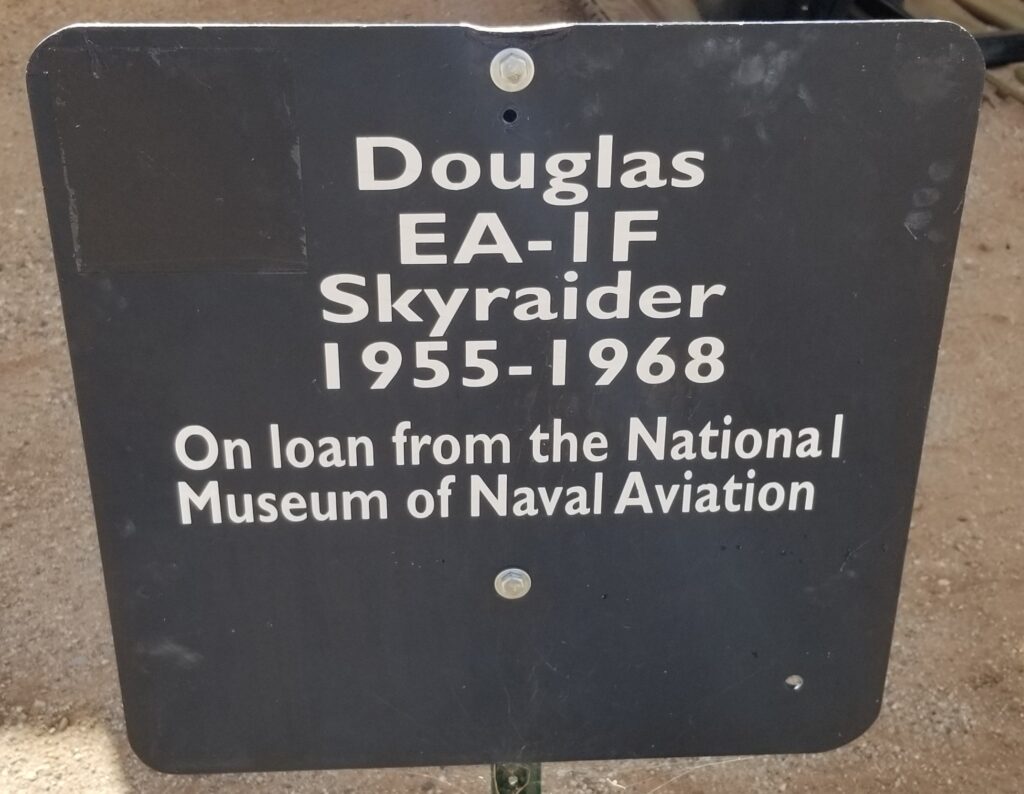 Douglas
EA-1F
Skyraider
1955-1968
On loan from the National
Museum of Naval Aviation